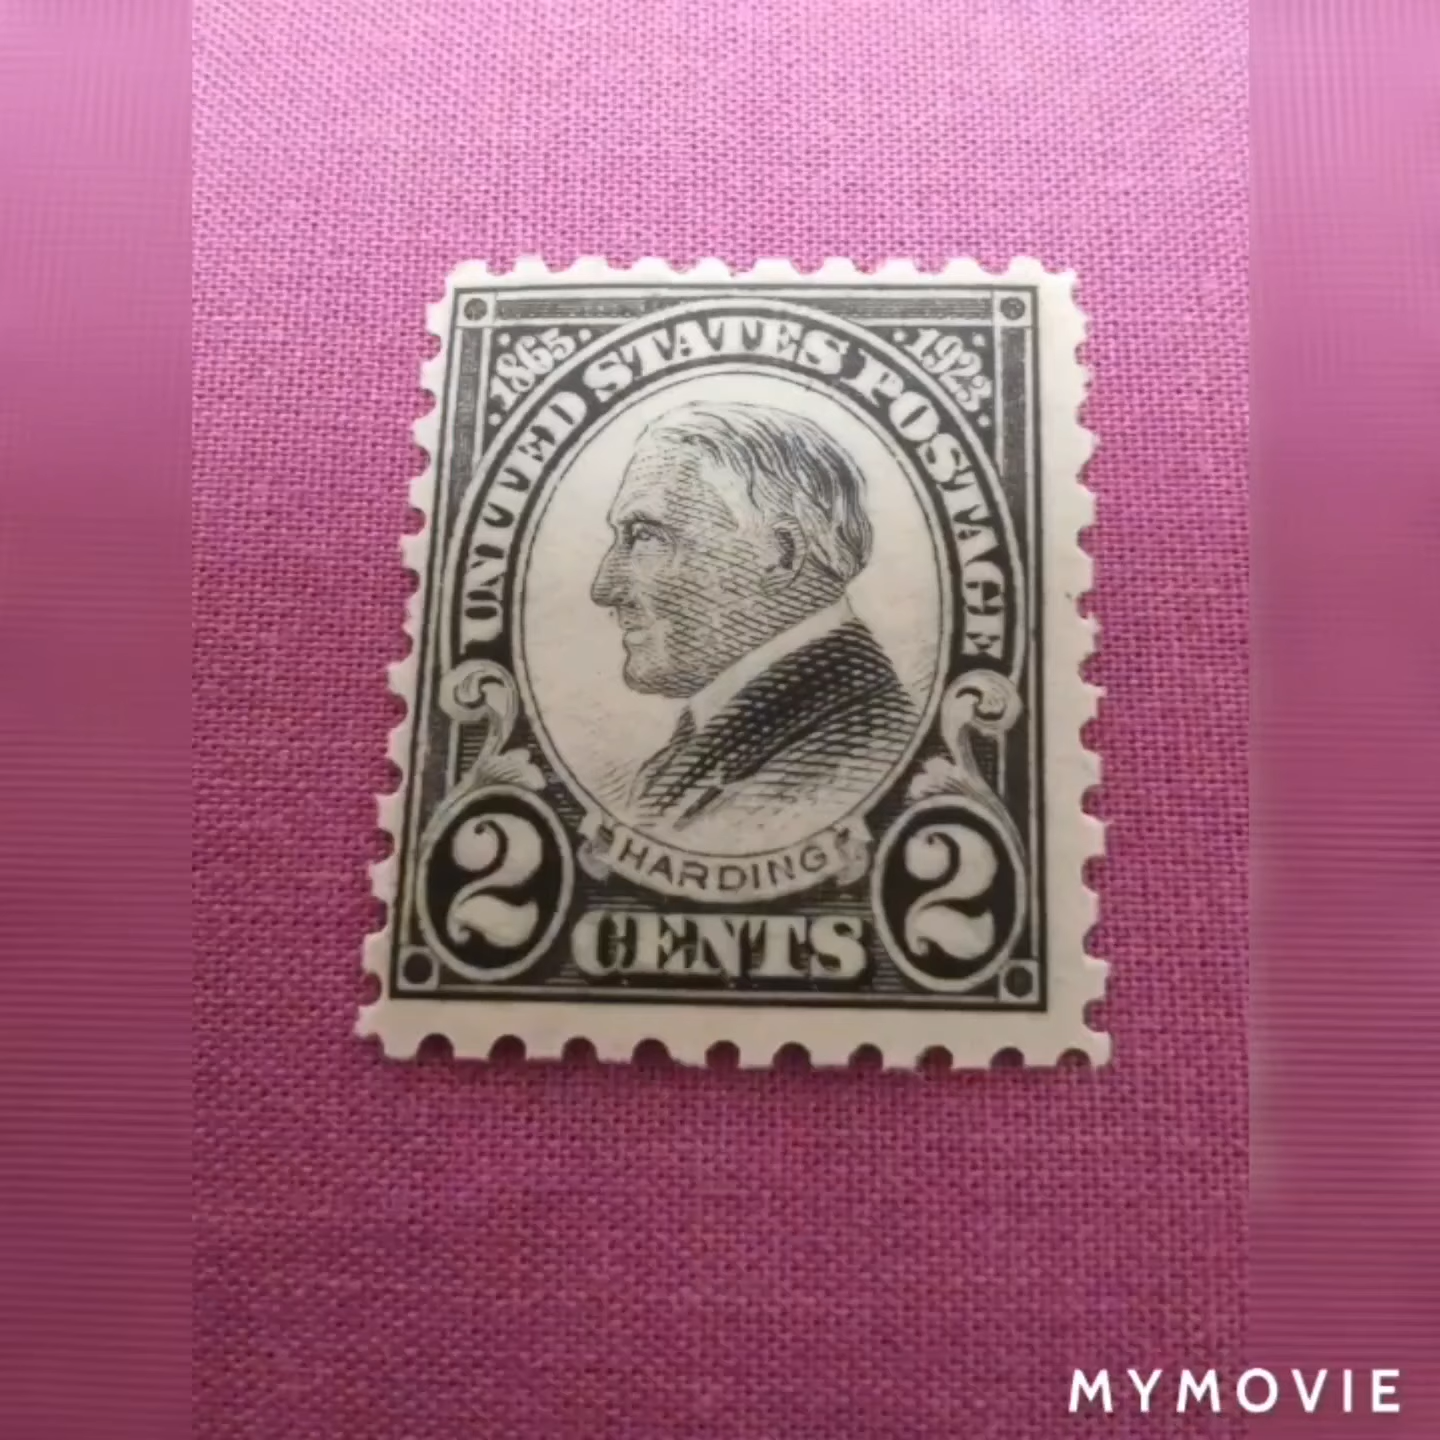 1865 1923
UNITED STATES POSTAGE
HARDING
2 CENTS 2
MYMOVIE